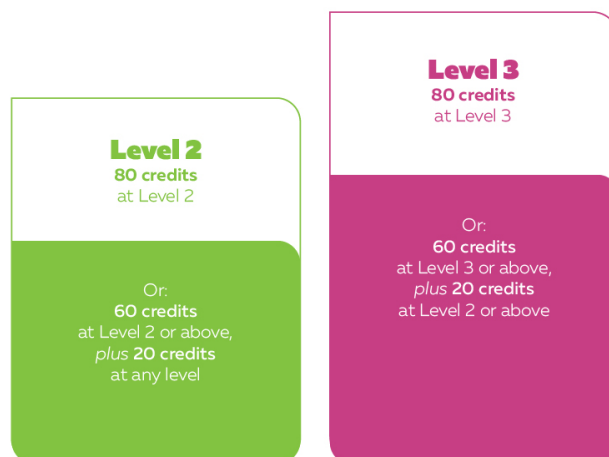 Level 2
80 credits
at Level 2
Or:
60 credits
at Level 2 or above,
plus 20 credits
at any level
Level 3
80 credits
at Level 3
Or:
60 credits
at Level 3 or above,
plus 20 credits
at Level 2 or above